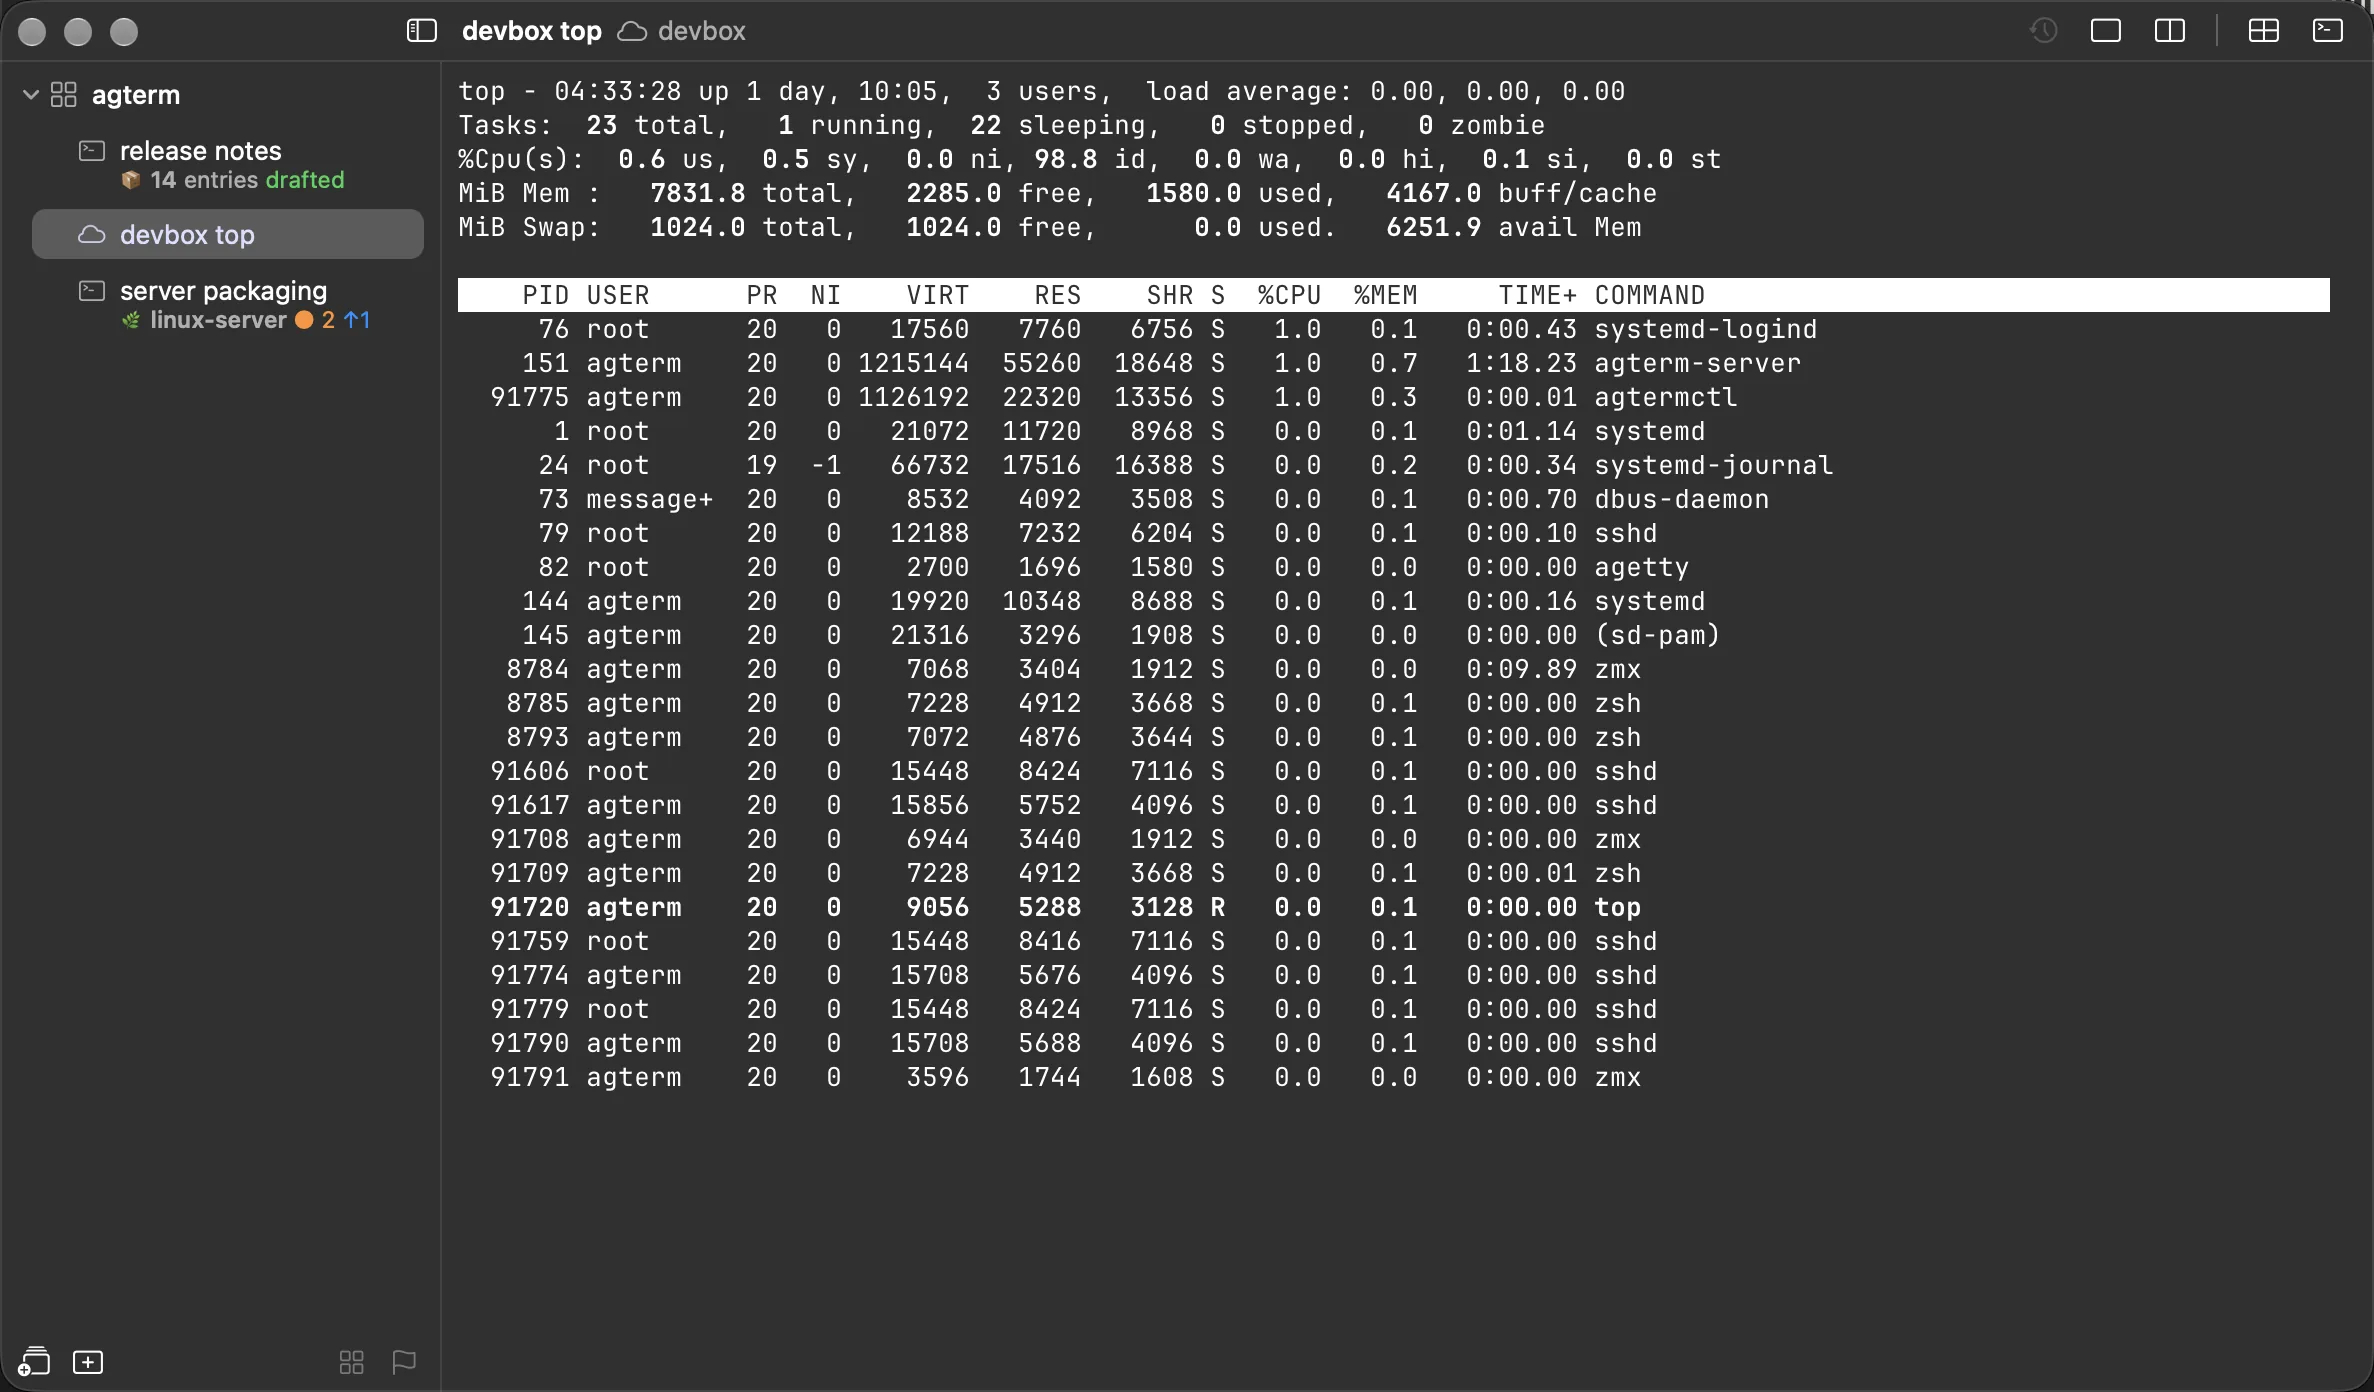 devbox top devbox
agterm
release notes
14 entries drafted
devbox top
server packaging
linux-server 2 ↑1
top - 04:33:28 up 1 day, 10:05,  3 users,  load average: 0.00, 0.00, 0.00
Tasks:  23 total,   1 running,  22 sleeping,   0 stopped,   0 zombie
%Cpu(s):  0.6 us,  0.5 sy,  0.0 ni, 98.8 id,  0.0 wa,  0.0 hi,  0.1 si,  0.0 st
MiB Mem :   7831.8 total,   2285.0 free,   1580.0 used,   4167.0 buff/cache
MiB Swap:   1024.0 total,   1024.0 free,      0.0 used.   6251.9 avail Mem
PID USER PR NI VIRT RES SHR S %CPU %MEM TIME+ COMMAND
76 root 20 0 17560 7760 6756 S 1.0 0.1 0:00.43 systemd-logind
151 agterm 20 0 1215144 55260 18648 S 1.0 0.7 1:18.23 agterm-server
91775 agterm 20 0 1126192 22320 13356 S 1.0 0.3 0:00.01 agtermctl
1 root 20 0 21072 11720 8968 S 0.0 0.1 0:01.14 systemd
24 root 19 -1 66732 17516 16388 S 0.0 0.2 0:00.34 systemd-journal
73 message+ 20 0 8532 4092 3508 S 0.0 0.1 0:00.70 dbus-daemon
79 root 20 0 12188 7232 6204 S 0.0 0.1 0:00.10 sshd
82 root 20 0 2700 1696 1580 S 0.0 0.0 0:00.00 agetty
144 agterm 20 0 19920 10348 8688 S 0.0 0.1 0:00.16 systemd
145 agterm 20 0 21316 3296 1908 S 0.0 0.0 0:00.00 (sd-pam)
8784 agterm 20 0 7068 3404 1912 S 0.0 0.0 0:09.89 zmx
8785 agterm 20 0 7228 4912 3668 S 0.0 0.1 0:00.00 zsh
8793 agterm 20 0 7072 4876 3644 S 0.0 0.1 0:00.00 zsh
91606 root 20 0 15448 8424 7116 S 0.0 0.1 0:00.00 sshd
91617 agterm 20 0 15856 5752 4096 S 0.0 0.1 0:00.00 sshd
91708 agterm 20 0 6944 3440 1912 S 0.0 0.0 0:00.00 zmx
91709 agterm 20 0 7228 4912 3668 S 0.0 0.1 0:00.01 zsh
91720 agterm 20 0 9056 5288 3128 R 0.0 0.1 0:00.00 top
91759 root 20 0 15448 8416 7116 S 0.0 0.1 0:00.00 sshd
91774 agterm 20 0 15708 5676 4096 S 0.0 0.1 0:00.00 sshd
91779 root 20 0 15448 8424 7116 S 0.0 0.1 0:00.00 sshd
91790 agterm 20 0 15708 5688 4096 S 0.0 0.1 0:00.00 sshd
91791 agterm 20 0 3596 1744 1608 S 0.0 0.0 0:00.00 zmx